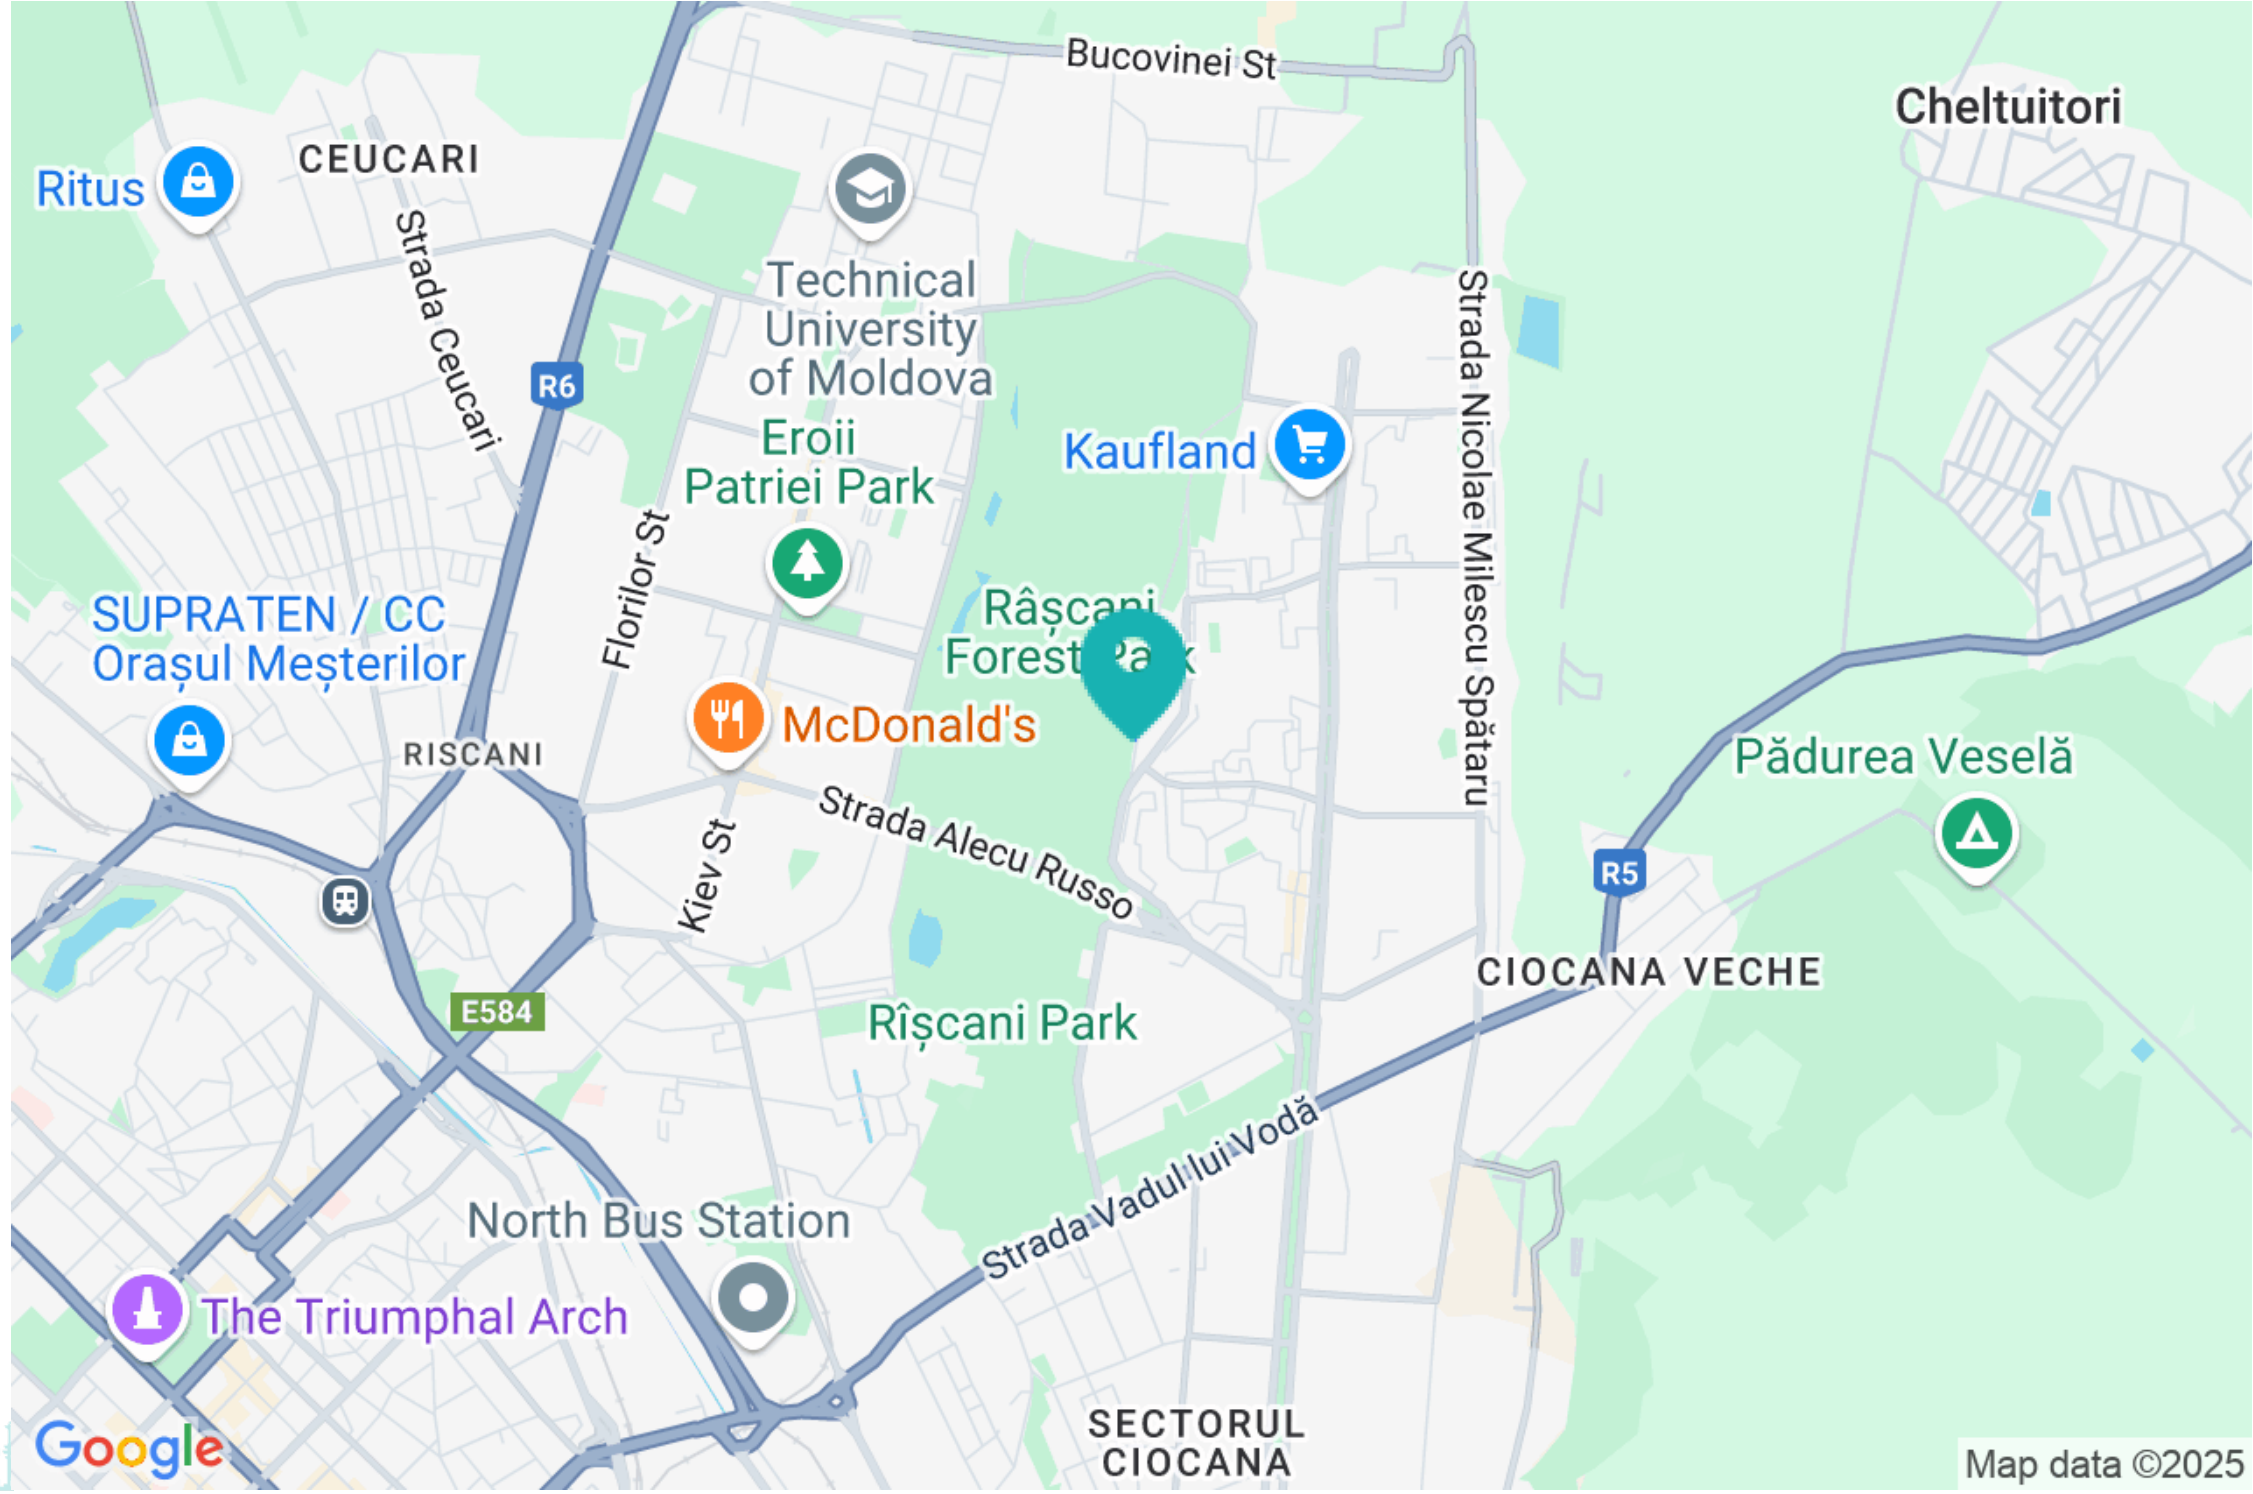 Bucovinei St
Cheltuitori
CEUCARI
Ritus
Strada Ceucari
Technical
University
of Moldova
R6
Strada Nicolae Milescu Spătaru
Eroii
Patriei Park
Kaufland
Florilor St
SUPRATEN / CC
Orașul Meșterilor
Râșcani
Forest Park
McDonald's
RISCANI
Pădurea Veselă
Strada Alecu Russo
Kiev St
R5
CIOCANA VECHE
E584
Rîșcani Park
Strada Vadul lui Vodă
North Bus Station
The Triumphal Arch
SECTORUL
CIOCANA
Google
Map data ©2025